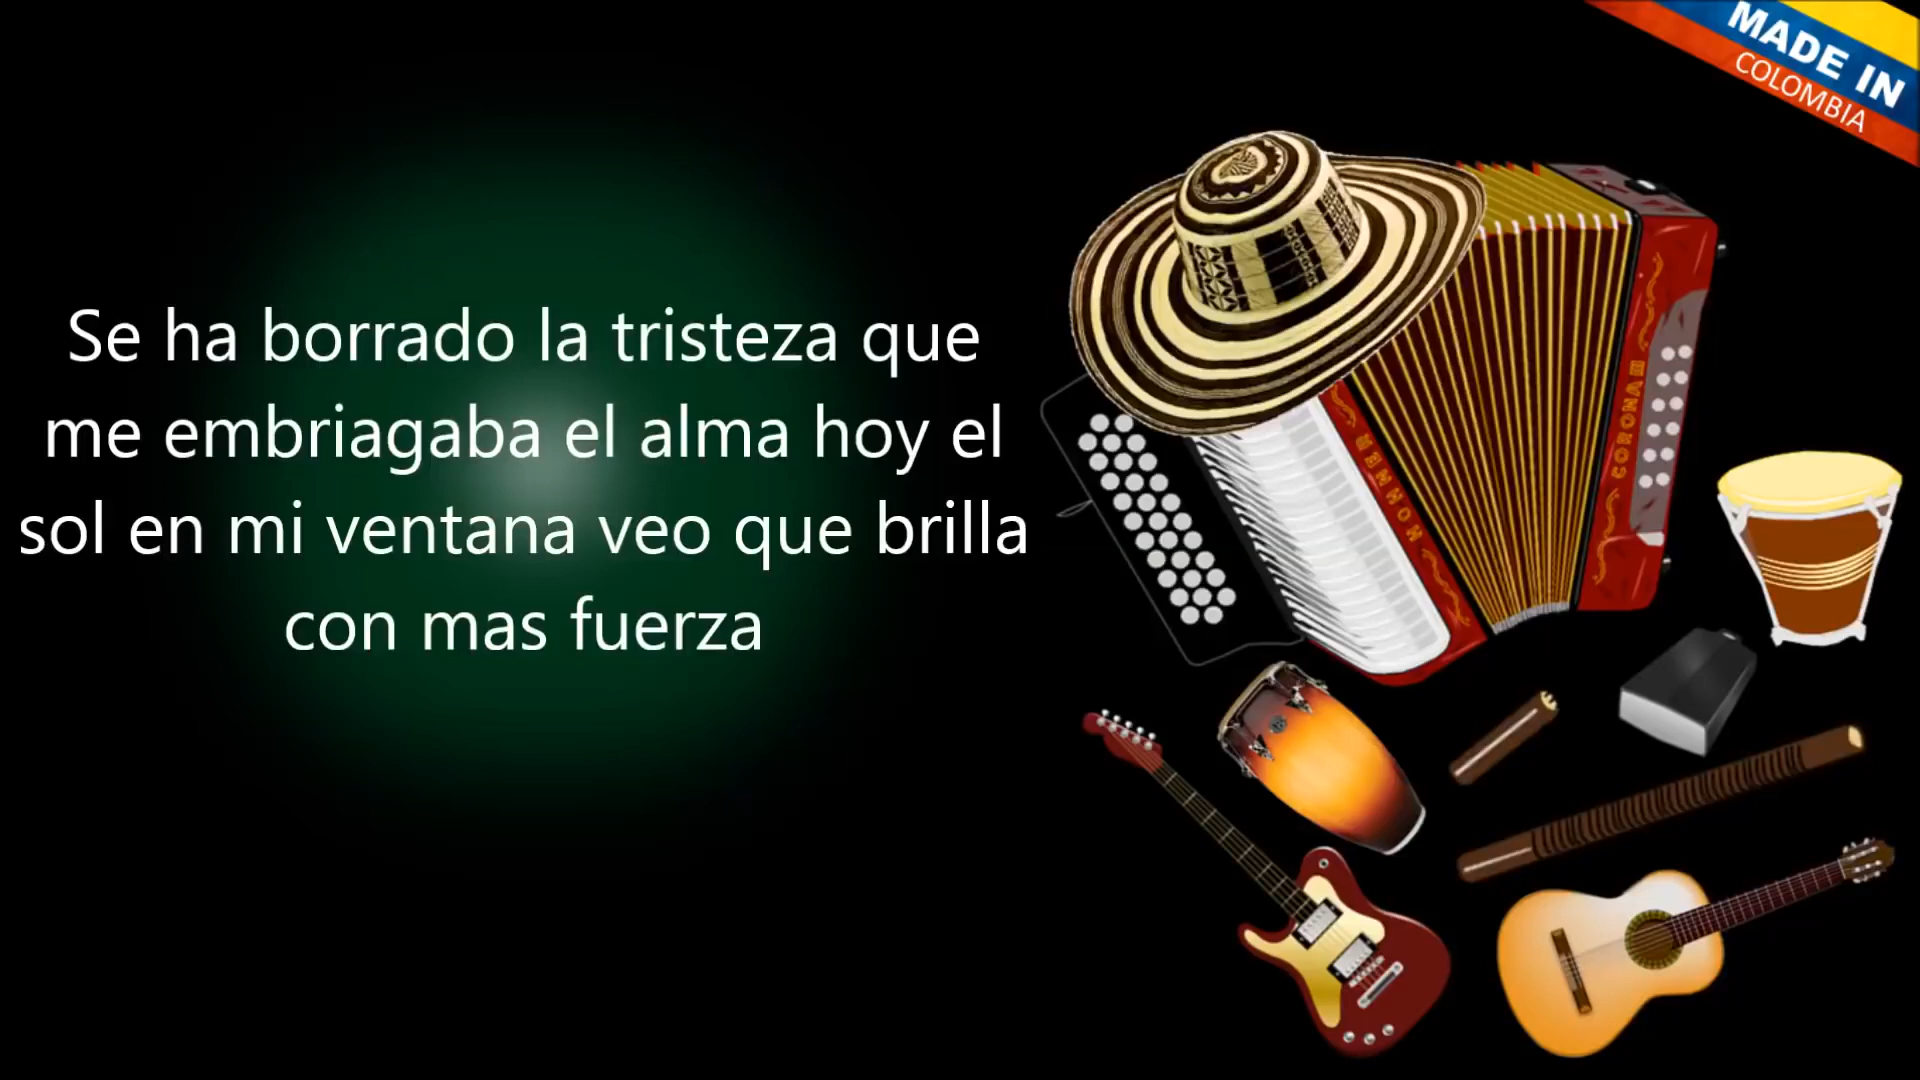 MADE IN
COLOMBIA
Se ha borrado la tristeza que
me embriagaba el alma hoy el
sol en mi ventana veo que brilla
con mas fuerza
HOHNER
CORONA III